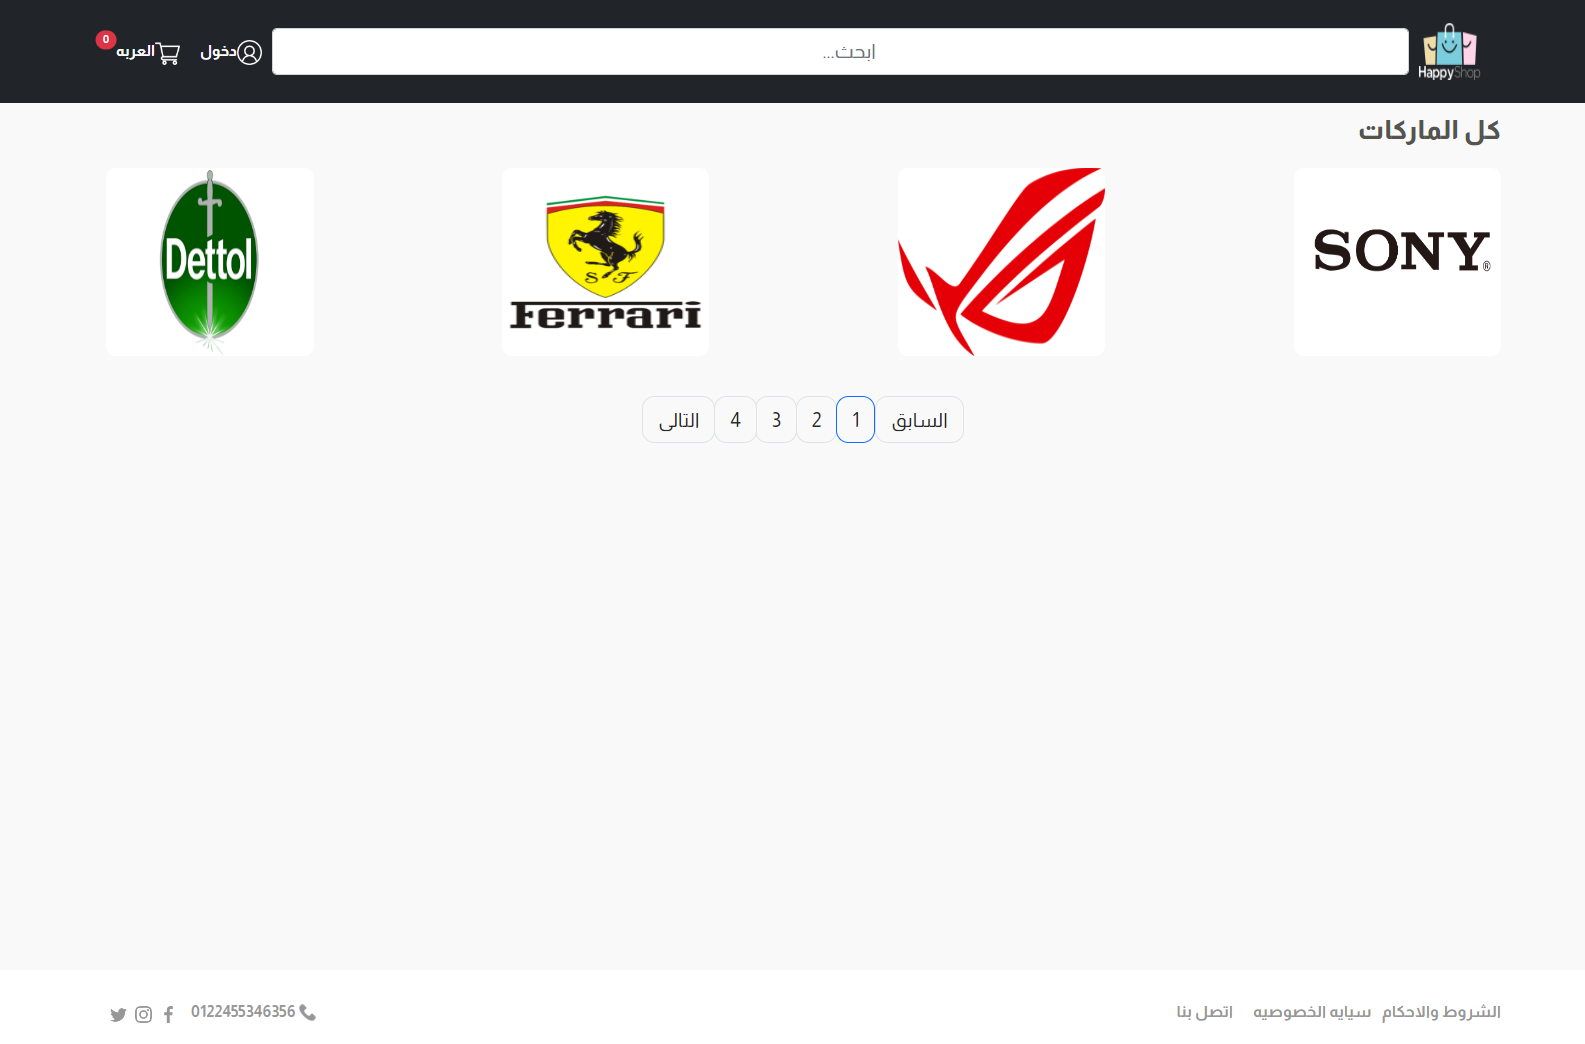 HappyShop
ابحث...
دخول
العربه
0
كل الماركات
SONY
®
S F
Ferrari
Dettol
السابق 1 2 3 4 التالى
الشروط والاحكام سيايه الخصوصيه اتصل بنا
0122455346356